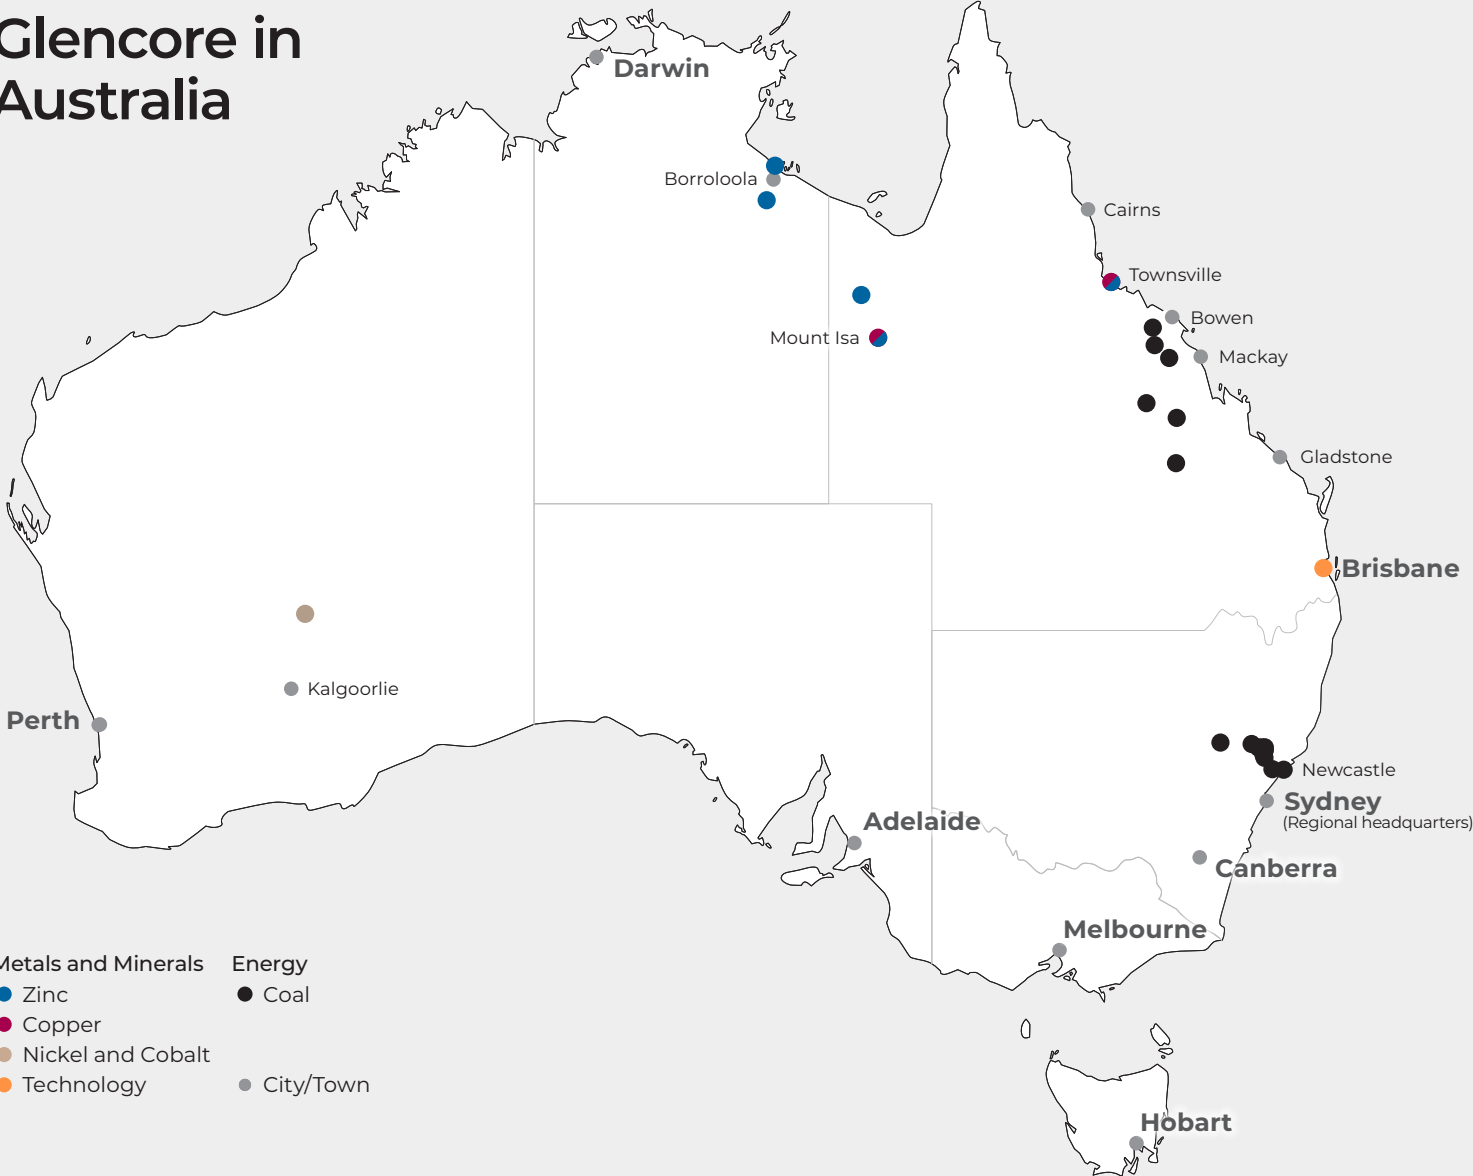 Glencore in
Australia
Darwin
Borroloola
Cairns
Townsville
Bowen
Mount Isa
Mackay
Gladstone
Brisbane
Kalgoorlie
Perth
Newcastle
Sydney
(Regional headquarters)
Adelaide
Canberra
Melbourne
Metals and Minerals Energy
Zinc Coal
Copper
Nickel and Cobalt
Technology City/Town
Hobart